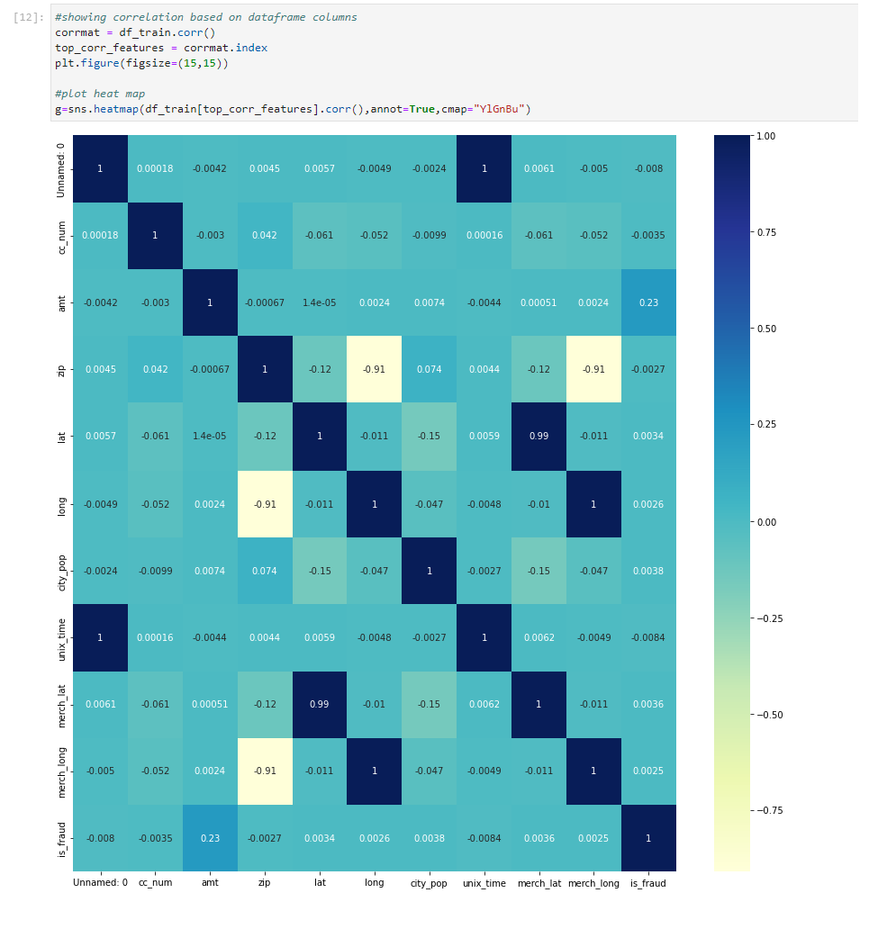 [12]:
#showing correlation based on dataframe columns
corrmat = df_train.corr()
top_corr_features = corrmat.index
plt.figure(figsize=(15,15))
#plot heat map
g=sns.heatmap(df_train[top_corr_features].corr(),annot=True,cmap="YlGnBu")
Unnamed: 0 1 0.00018 -0.0042 0.0045 0.0057 -0.0049 -0.0024 1 0.0061 -0.005 -0.008
cc_num 0.00018 1 -0.003 0.042 -0.061 -0.052 -0.0099 0.00016 -0.061 -0.052 -0.0035
amt -0.0042 -0.003 1 -0.00067 1.4e-05 0.0024 0.0074 -0.0044 0.00051 0.0024 0.23
zip 0.0045 0.042 -0.00067 1 -0.12 -0.91 0.074 0.0044 -0.12 -0.91 -0.0027
lat 0.0057 -0.061 1.4e-05 -0.12 1 -0.011 -0.15 0.0059 0.99 -0.011 0.0034
long -0.0049 -0.052 0.0024 -0.91 -0.011 1 -0.047 -0.0048 -0.01 1 0.0026
city_pop -0.0024 -0.0099 0.0074 0.074 -0.15 -0.047 1 -0.0027 -0.15 -0.047 0.0038
unix_time 1 0.00016 -0.0044 0.0044 0.0059 -0.0048 -0.0027 1 0.0062 -0.0049 -0.0084
merch_lat 0.0061 -0.061 0.00051 -0.12 0.99 -0.01 -0.15 0.0062 1 -0.011 0.0036
merch_long -0.005 -0.052 0.0024 -0.91 -0.011 1 -0.047 -0.0049 -0.011 1 0.0025
is_fraud -0.008 -0.0035 0.23 -0.0027 0.0034 0.0026 0.0038 -0.0084 0.0036 0.0025 1
Unnamed: 0 cc_num amt zip lat long city_pop unix_time merch_lat merch_long is_fraud
1.00
0.75
0.50
0.25
0.00
−0.25
−0.50
−0.75